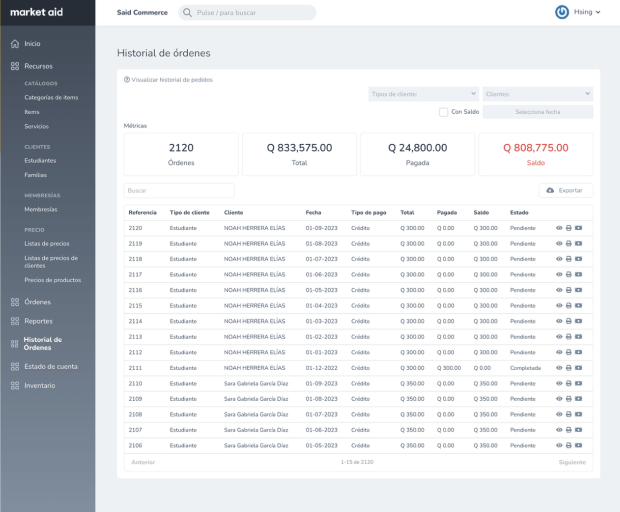 market aid
Said Commerce
Pulse / para buscar
Hsing
Inicio
Recursos
CATÁLOGOS
Categorías de items
Items
Servicios
CLIENTES
Estudiantes
Familias
MEMBRESÍAS
Membresías
PRECIO
Listas de precios
Listas de precios de
clientes
Precios de productos
Órdenes
Reportes
Historial de
Órdenes
Estado de cuenta
Inventario
Historial de órdenes
Visualizar historial de pedidos
Tipos de cliente: Clientes:
Con Saldo Selecciona fecha
Métricas
2120 Q 833,575.00 Q 24,800.00 Q 808,775.00
Órdenes Total Pagada Saldo
Buscar Exportar
Referencia Tipo de cliente Cliente Fecha Tipo de pago Total Pagada Saldo Estado
2120 Estudiante NOAH HERRERA ELÍAS 01-09-2023 Crédito Q 300.00 Q 0.00 Q 300.00 Pendiente
2119 Estudiante NOAH HERRERA ELÍAS 01-08-2023 Crédito Q 300.00 Q 0.00 Q 300.00 Pendiente
2118 Estudiante NOAH HERRERA ELÍAS 01-07-2023 Crédito Q 300.00 Q 0.00 Q 300.00 Pendiente
2117 Estudiante NOAH HERRERA ELÍAS 01-06-2023 Crédito Q 300.00 Q 0.00 Q 300.00 Pendiente
2116 Estudiante NOAH HERRERA ELÍAS 01-05-2023 Crédito Q 300.00 Q 0.00 Q 300.00 Pendiente
2115 Estudiante NOAH HERRERA ELÍAS 01-04-2023 Crédito Q 300.00 Q 0.00 Q 300.00 Pendiente
2114 Estudiante NOAH HERRERA ELÍAS 01-03-2023 Crédito Q 300.00 Q 0.00 Q 300.00 Pendiente
2113 Estudiante NOAH HERRERA ELÍAS 01-02-2023 Crédito Q 300.00 Q 0.00 Q 300.00 Pendiente
2112 Estudiante NOAH HERRERA ELÍAS 01-01-2023 Crédito Q 300.00 Q 0.00 Q 300.00 Pendiente
2111 Estudiante NOAH HERRERA ELÍAS 01-12-2022 Crédito Q 300.00 Q 300.00 Q 0.00 Completada
2110 Estudiante Sara Gabriela García Díaz 01-09-2023 Crédito Q 350.00 Q 0.00 Q 350.00 Pendiente
2109 Estudiante Sara Gabriela García Díaz 01-08-2023 Crédito Q 350.00 Q 0.00 Q 350.00 Pendiente
2108 Estudiante Sara Gabriela García Díaz 01-07-2023 Crédito Q 350.00 Q 0.00 Q 350.00 Pendiente
2107 Estudiante Sara Gabriela García Díaz 01-06-2023 Crédito Q 350.00 Q 0.00 Q 350.00 Pendiente
2106 Estudiante Sara Gabriela García Díaz 01-05-2023 Crédito Q 350.00 Q 0.00 Q 350.00 Pendiente
Anterior 1-15 de 2120 Siguiente